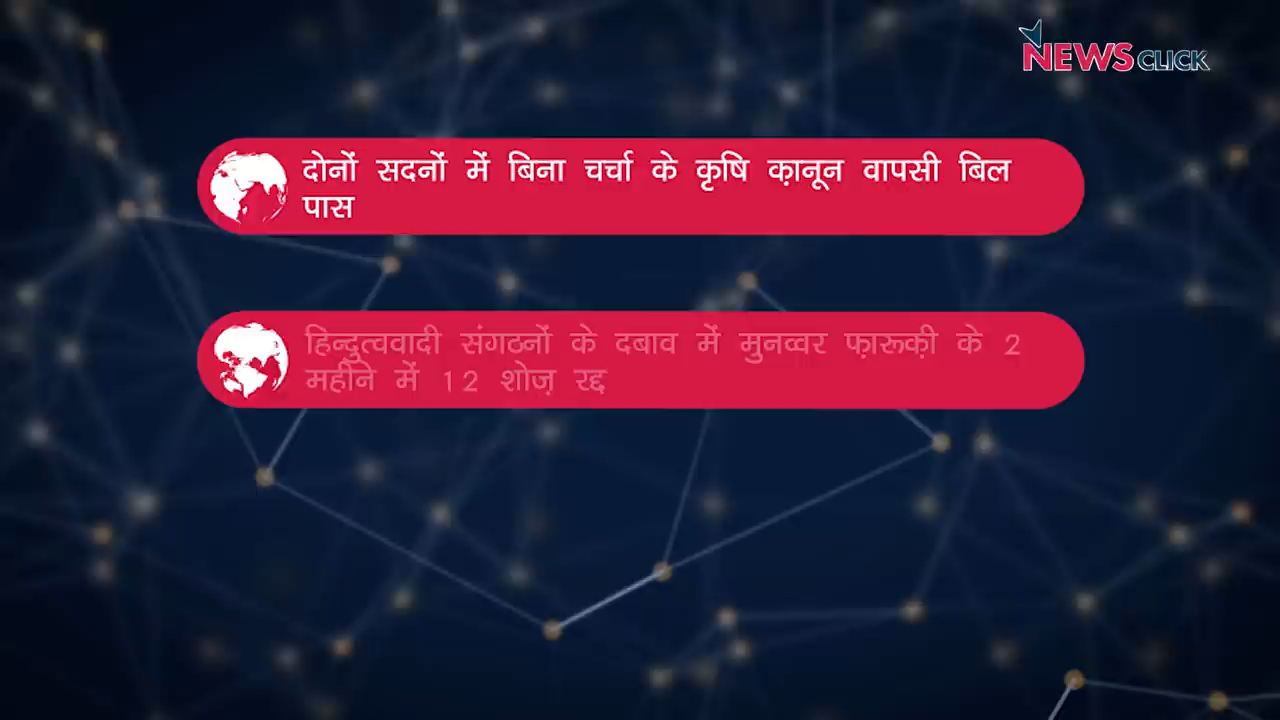 NEWSCLICK
दोनों सदनों में बिना चर्चा के कृषि क़ानून वापसी बिल
पास
हिन्दुत्ववादी संगठनों के दबाव में मुनव्वर फ़ारूक़ी के 2
महीने में 12 शोज़ रद्द